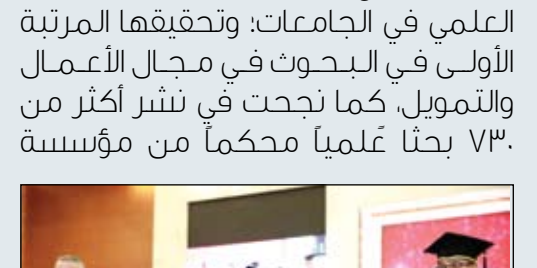 العلمي في الجامعات؛ وتحقيقها المرتبة
الأولى في البحوث في مجال الأعمال
والتمويل، كما نجحت في نشر أكثر من
٧٣٠ بحثا عًلمياً محكماً من مؤسسة